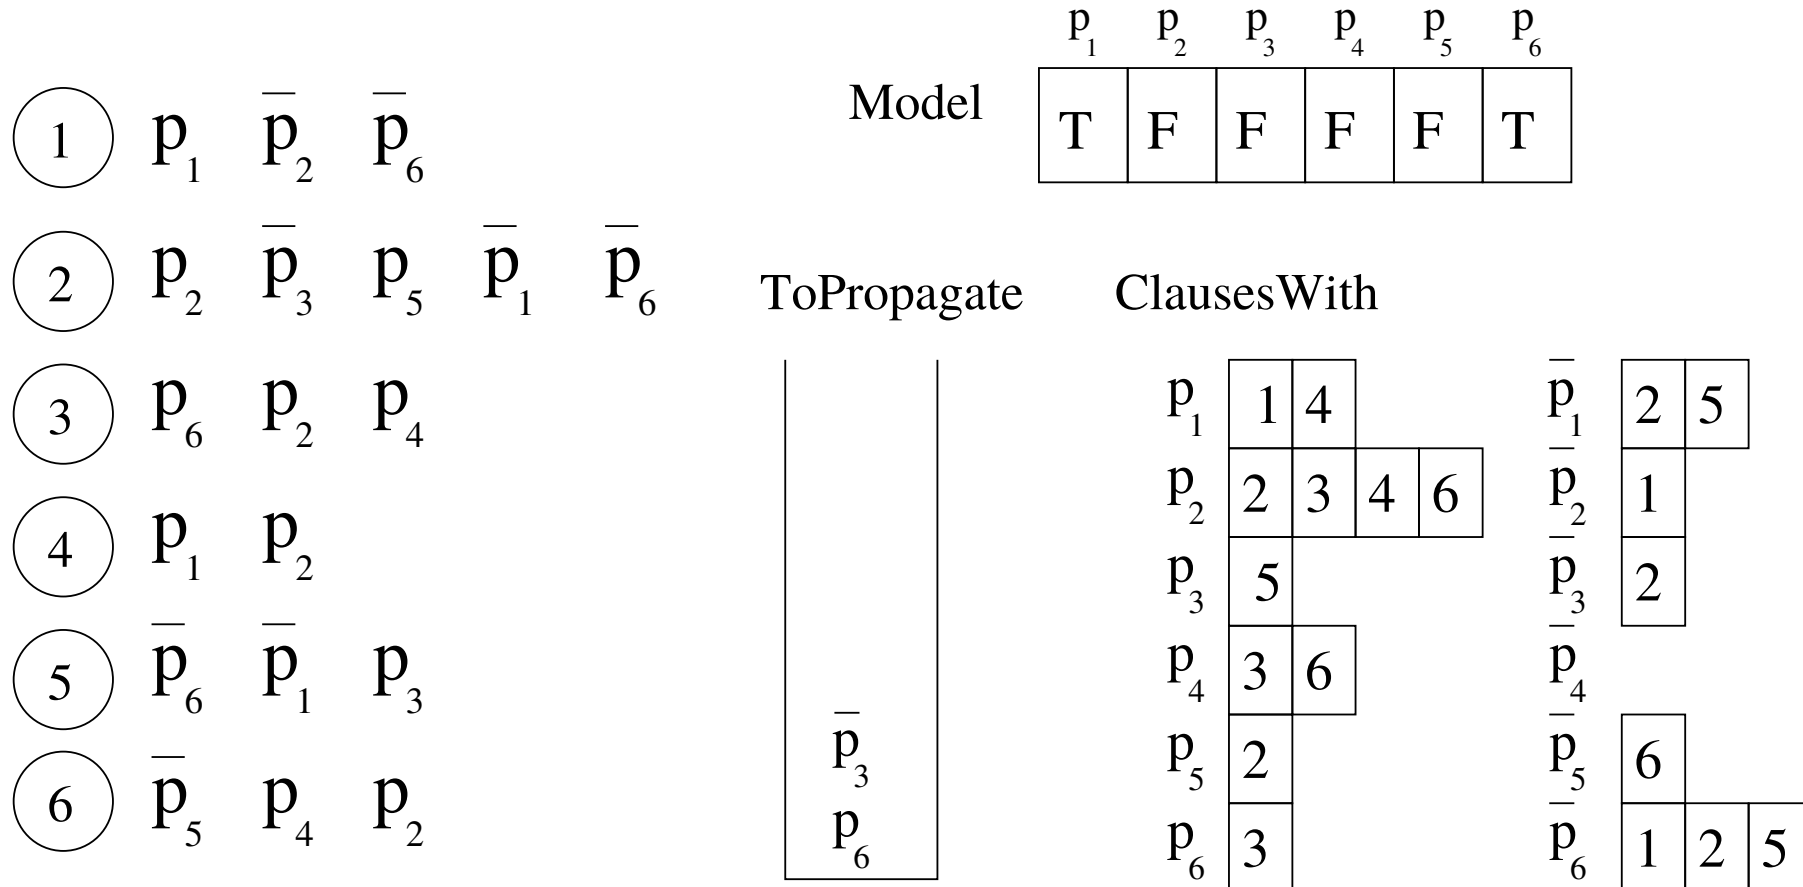 p₁ p₂ p₃ p₄ p₅ p₆
Model T F F F F T
1 p₁ p̅₂ p̅₆
2 p₂ p̅₃ p₅ p̅₁ p̅₆
3 p₆ p₂ p₄
4 p₁ p₂
5 p̅₆ p̅₁ p₃
6 p̅₅ p₄ p₂
ToPropagate
p̅₃
p₆
ClausesWith
p₁ 1 4
p₂ 2 3 4 6
p₃ 5
p₄ 3 6
p₅ 2
p₆ 3
p̅₁ 2 5
p̅₂ 1
p̅₃ 2
p̅₄
p̅₅ 6
p̅₆ 1 2 5